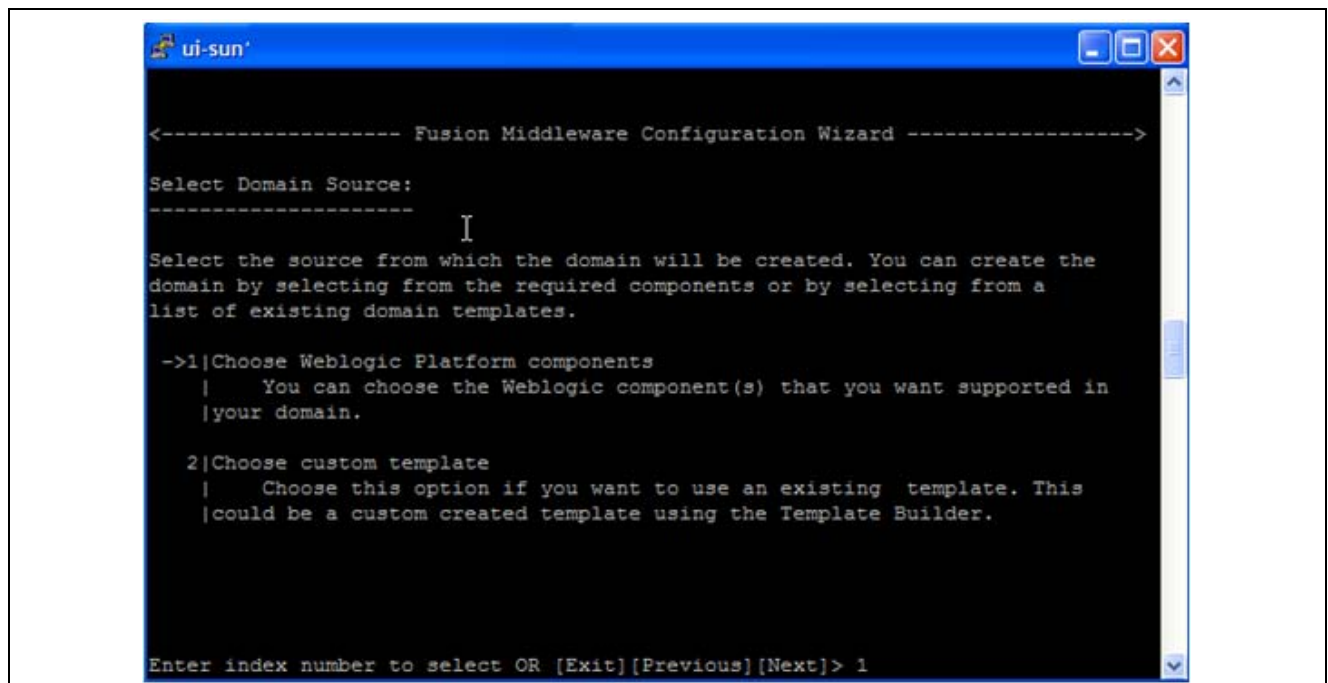 ui-sun'
<------------------- Fusion Middleware Configuration Wizard ------------------>
Select Domain Source:
---------------------
Select the source from which the domain will be created. You can create the
domain by selecting from the required components or by selecting from a
list of existing domain templates.
->1|Choose Weblogic Platform components
|    You can choose the Weblogic component(s) that you want supported in
|your domain.
2|Choose custom template
|    Choose this option if you want to use an existing  template. This
|could be a custom created template using the Template Builder.
Enter index number to select OR [Exit][Previous][Next]> 1